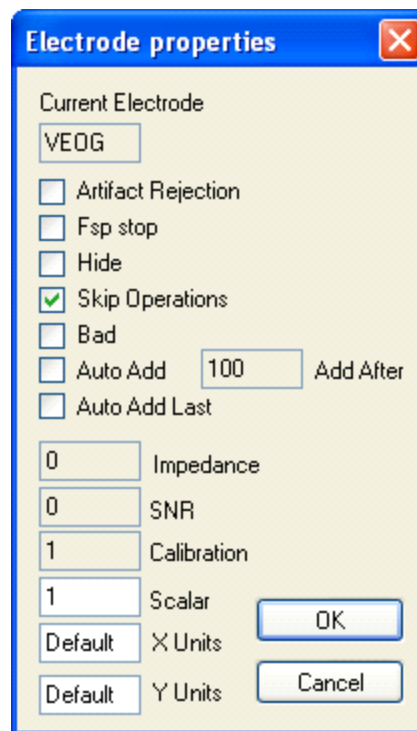 Electrode properties
Current Electrode
VEOG
Artifact Rejection
Fsp stop
Hide
Skip Operations
Bad
Auto Add 100 Add After
Auto Add Last
0 Impedance
0 SNR
1 Calibration
1 Scalar
OK
Default X Units
Default Y Units
Cancel